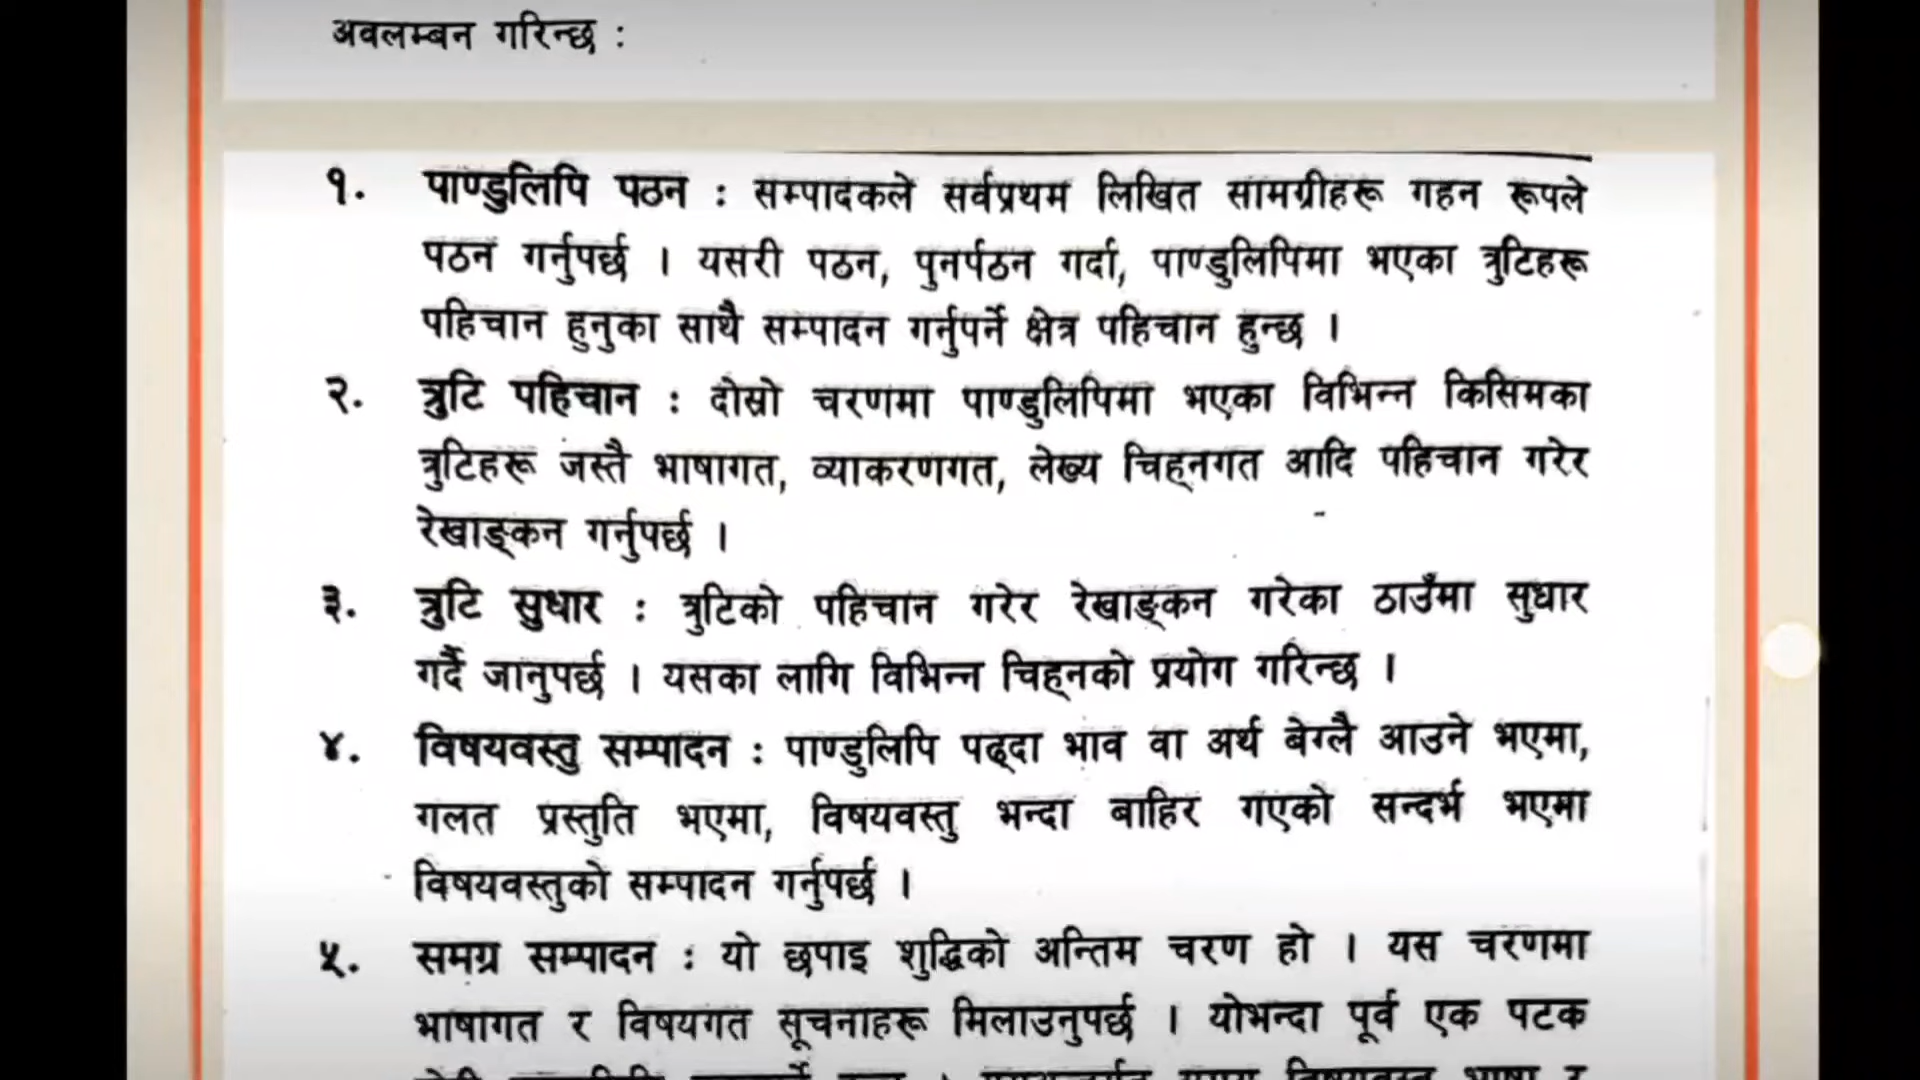 अवलम्बन गरिन्छ :
१. पाण्डुलिपि पठन : सम्पादकले सर्वप्रथम लिखित सामग्रीहरू गहन रूपले
पठन गर्नुपर्छ । यसरी पठन, पुनर्पठन गर्दा, पाण्डुलिपिमा भएका त्रुटिहरू
पहिचान हुनुका साथै सम्पादन गर्नुपर्ने क्षेत्र पहिचान हुन्छ ।
२. त्रुटि पहिचान : दोस्रो चरणमा पाण्डुलिपिमा भएका विभिन्न किसिमका
त्रुटिहरू जस्तै भाषागत, व्याकरणगत, लेख्य चिह्नगत आदि पहिचान गरेर
रेखाङ्कन गर्नुपर्छ ।
३. त्रुटि सुधार : त्रुटिको पहिचान गरेर रेखाङ्कन गरेका ठाउँमा सुधार
गर्दै जानुपर्छ । यसका लागि विभिन्न चिह्नको प्रयोग गरिन्छ ।
४. विषयवस्तु सम्पादन : पाण्डुलिपि पढ्दा भाव वा अर्थ बेग्लै आउने भएमा,
गलत प्रस्तुति भएमा, विषयवस्तु भन्दा बाहिर गएको सन्दर्भ भएमा
विषयवस्तुको सम्पादन गर्नुपर्छ ।
५. समग्र सम्पादन : यो छपाइ शुद्धिको अन्तिम चरण हो । यस चरणमा
भाषागत र विषयगत सूचनाहरू मिलाउनुपर्छ । योभन्दा पूर्व एक पटक